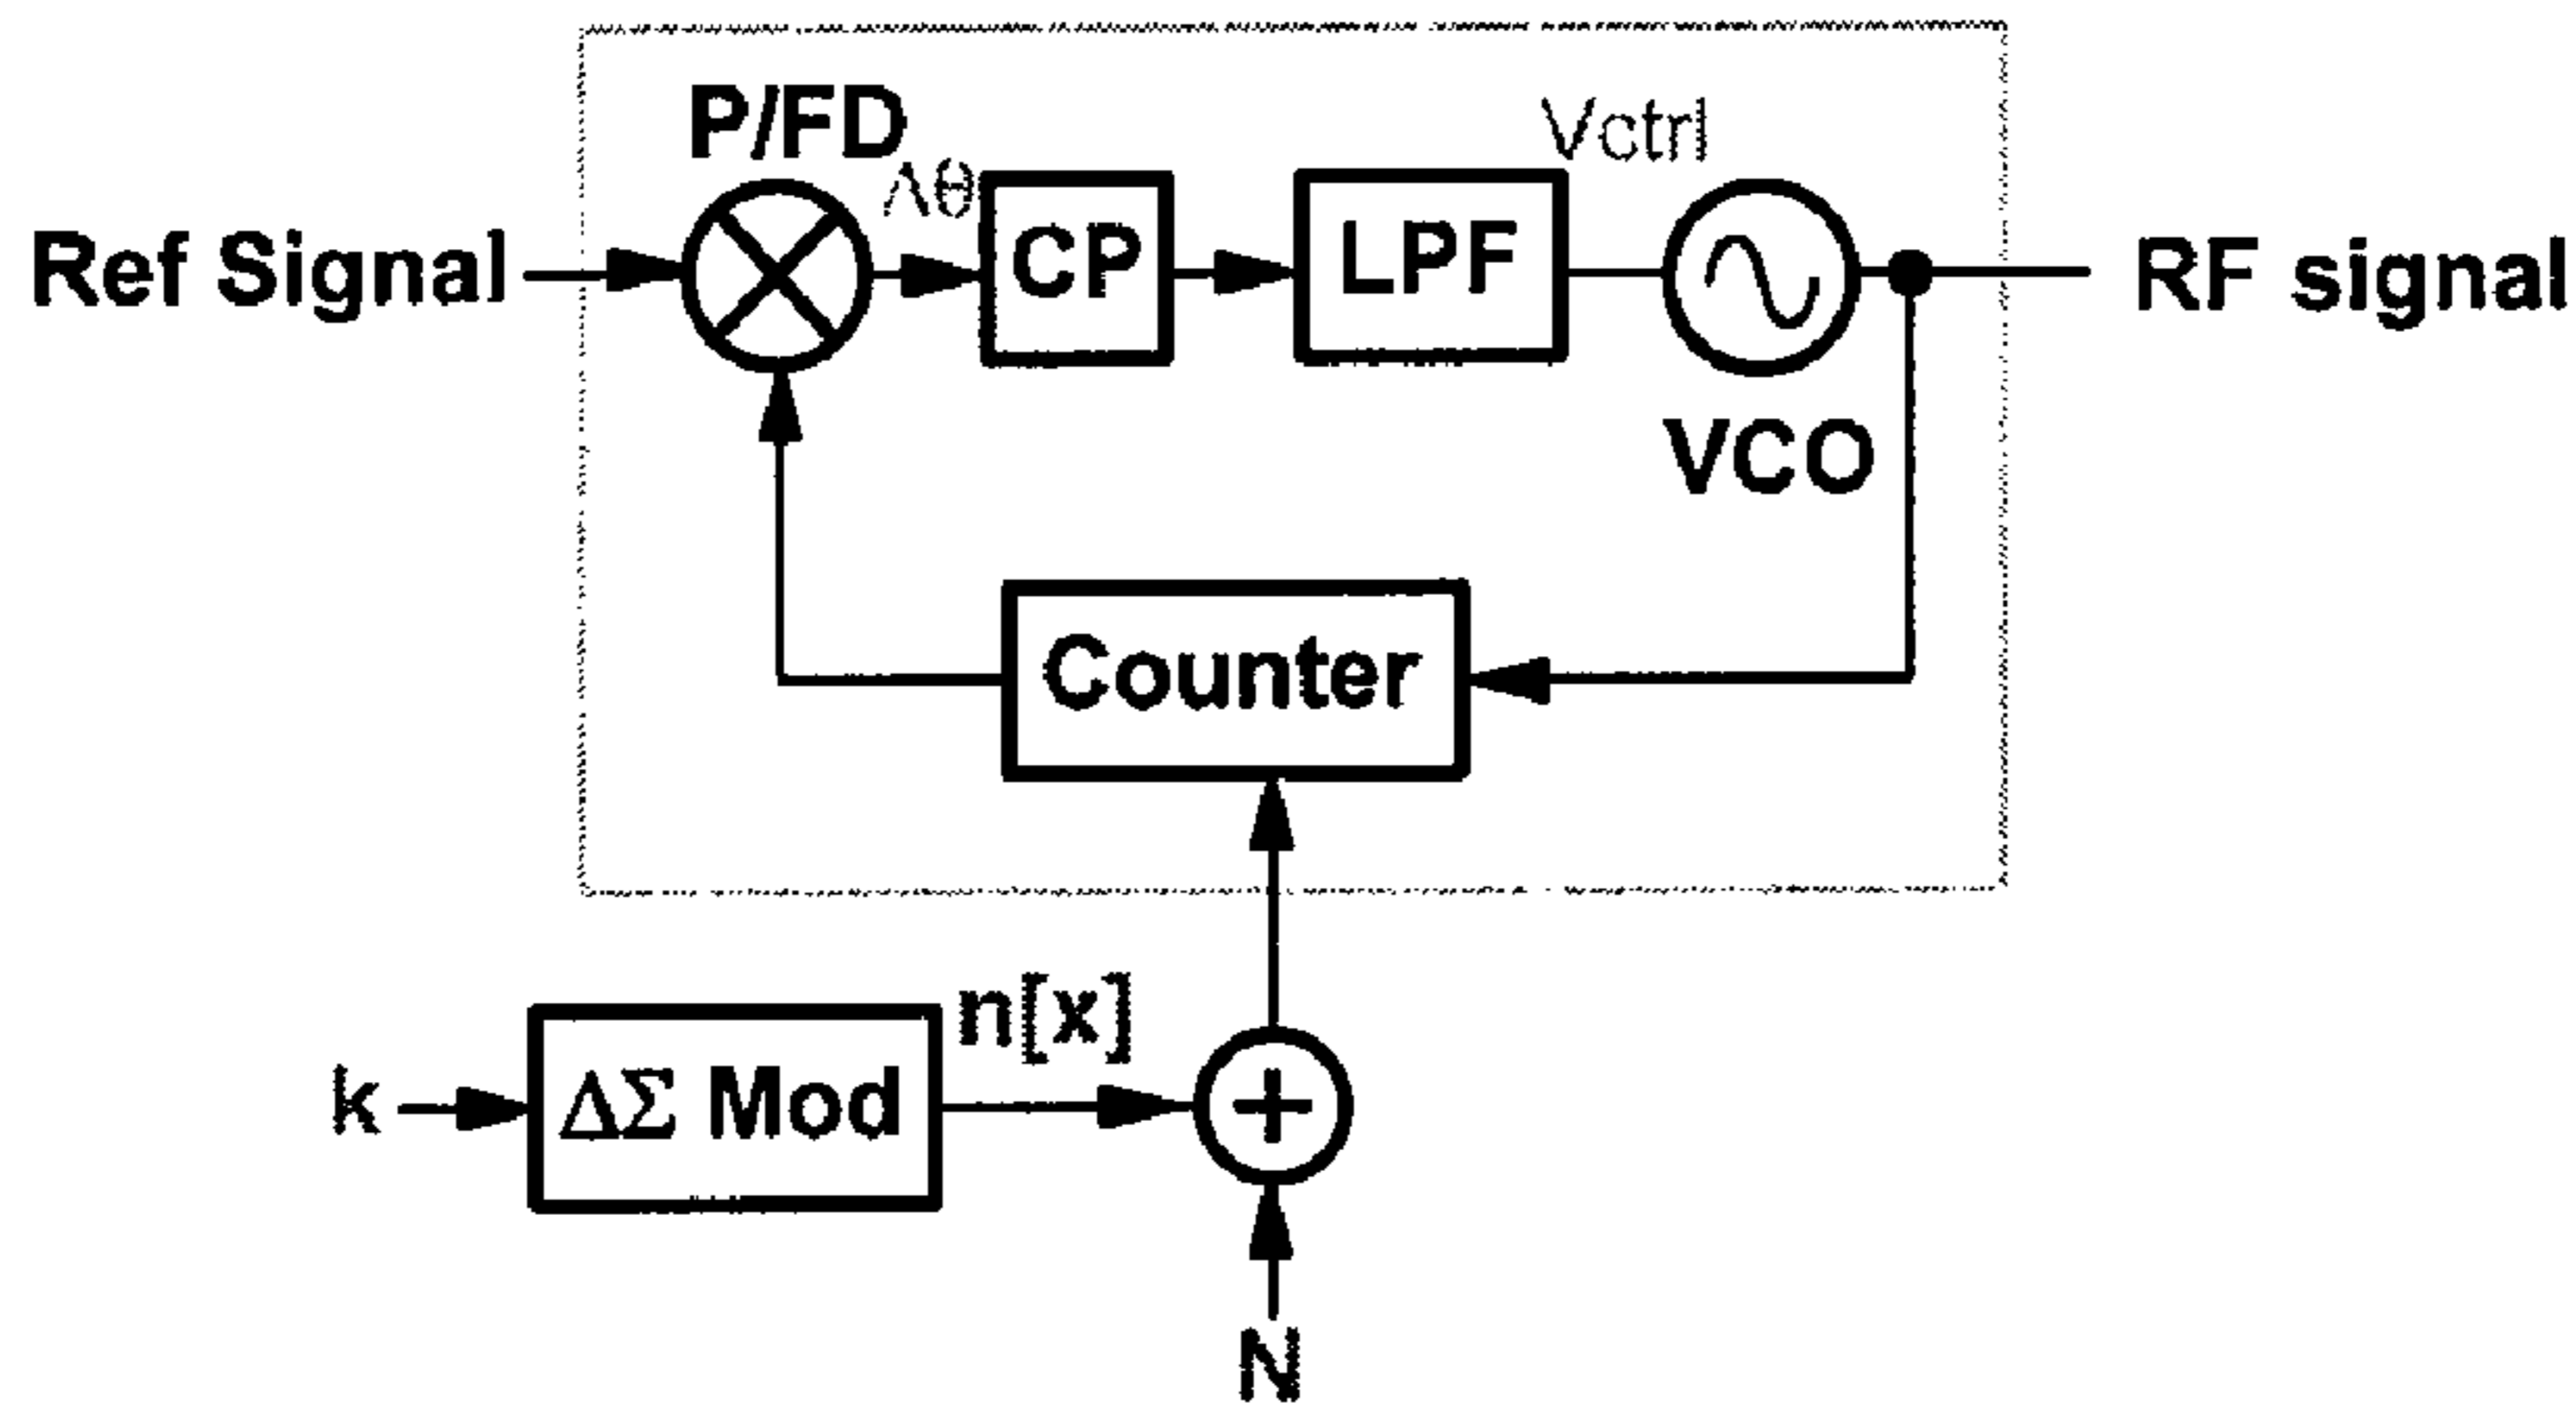 P/FD
Δθ
Vctrl
Ref Signal
CP
LPF
RF signal
VCO
Counter
n[x]
k
ΔΣ Mod
+
N